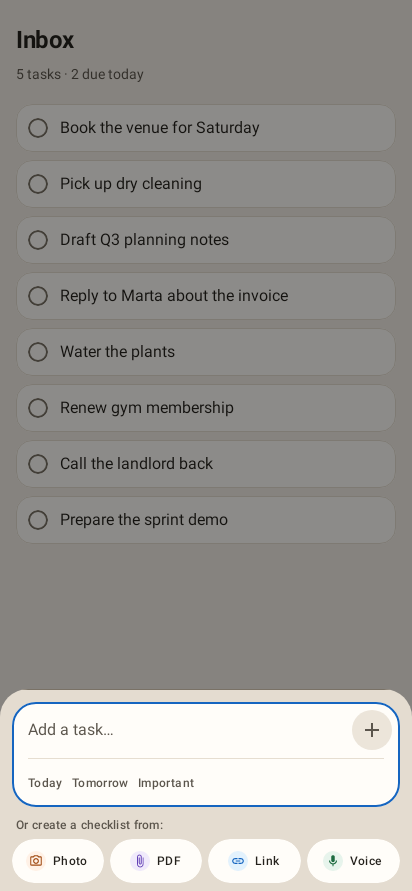 Inbox
5 tasks · 2 due today
Book the venue for Saturday
Pick up dry cleaning
Draft Q3 planning notes
Reply to Marta about the invoice
Water the plants
Renew gym membership
Call the landlord back
Prepare the sprint demo
Add a task…
Today Tomorrow Important
Or create a checklist from:
Photo PDF Link Voice